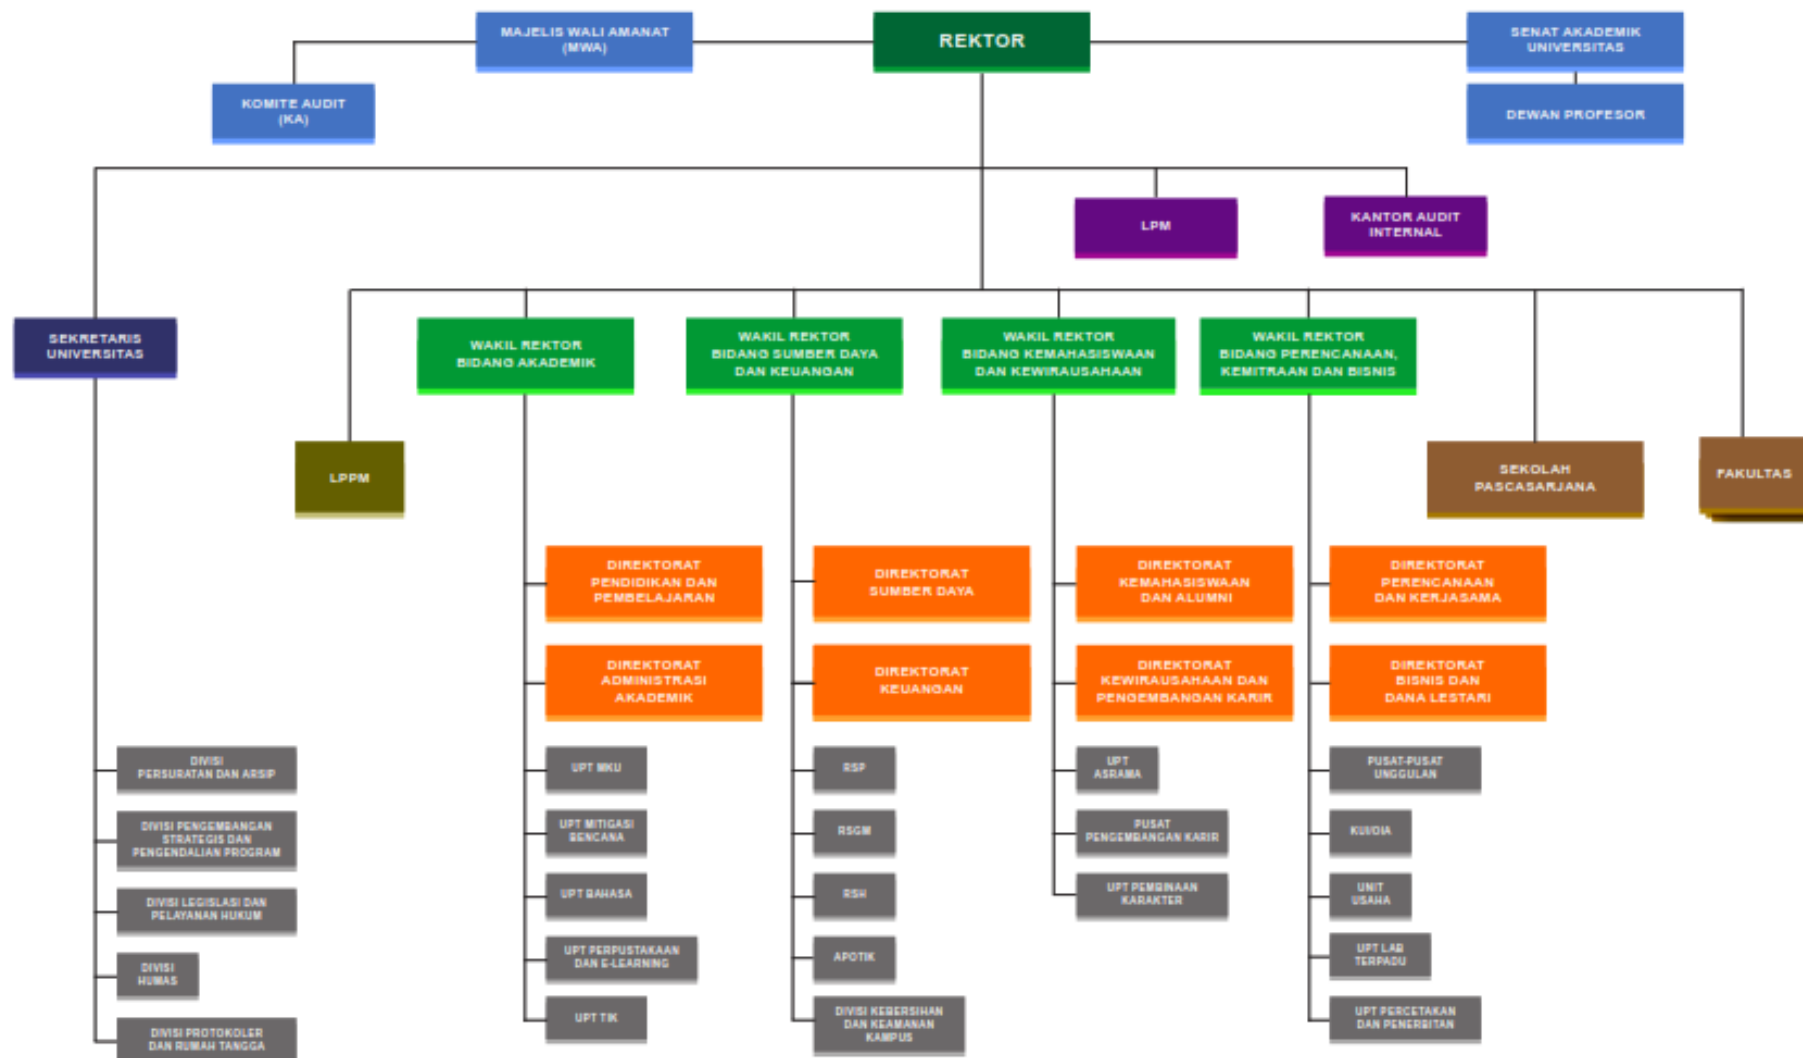 MAJELIS WALI AMANAT
(MWA)
REKTOR
SENAT AKADEMIK
UNIVERSITAS
KOMITE AUDIT
(KA)
DEWAN PROFESOR
LPM
KANTOR AUDIT
INTERNAL
SEKRETARIS
UNIVERSITAS
WAKIL REKTOR
BIDANG AKADEMIK
WAKIL REKTOR
BIDANG SUMBER DAYA
DAN KEUANGAN
WAKIL REKTOR
BIDANG KEMAHASISWAAN
DAN KEWIRAUSAHAAN
WAKIL REKTOR
BIDANG PERENCANAAN,
KEMITRAAN DAN BISNIS
LPPM
SEKOLAH
PASCASARJANA
FAKULTAS
DIREKTORAT
PENDIDIKAN DAN
PEMBELAJARAN
DIREKTORAT
SUMBER DAYA
DIREKTORAT
KEMAHASISWAAN
DAN ALUMNI
DIREKTORAT
PERENCANAAN
DAN KERJASAMA
DIREKTORAT
ADMINISTRASI
AKADEMIK
DIREKTORAT
KEUANGAN
DIREKTORAT
KEWIRAUSAHAAN DAN
PENGEMBANGAN KARIR
DIREKTORAT
BISNIS DAN
DANA LESTARI
DIVISI
PERSURATAN DAN ARSIP
UPT MKU
RSP
UPT
ASRAMA
PUSAT-PUSAT
UNGGULAN
DIVISI PENGEMBANGAN
STRATEGIS DAN
PENGENDALIAN PROGRAM
UPT MITIGASI
BENCANA
RSGM
PUSAT
PENGEMBANGAN KARIR
KUI/OIA
DIVISI LEGISLASI DAN
PELAYANAN HUKUM
UPT BAHASA
RSH
UPT PEMBINAAN
KARAKTER
UNIT
USAHA
DIVISI
HUMAS
UPT PERPUSTAKAAN
DAN E-LEARNING
APOTIK
UPT LAB
TERPADU
DIVISI PROTOKOLER
DAN RUMAH TANGGA
UPT TIK
DIVISI KEBERSIHAN
DAN KEAMANAN
KAMPUS
UPT PERCETAKAN
DAN PENERBITAN